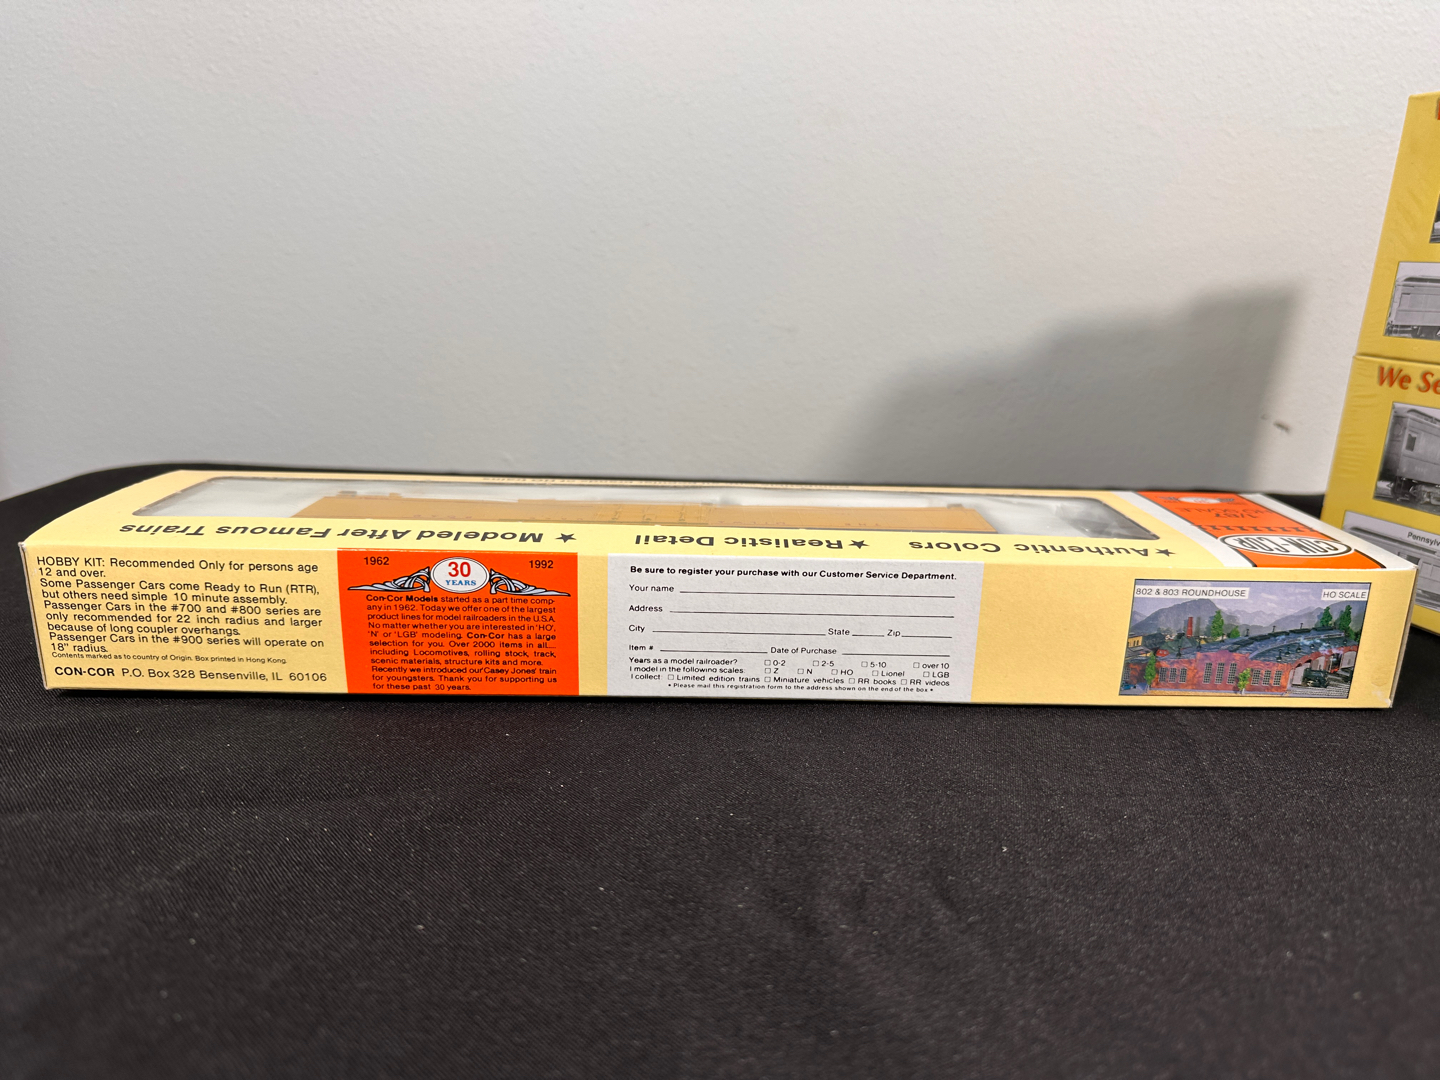 ★ Authentic Colors ★ Realistic Detail ★ Modeled After Famous Trains
CON-COR
HO SCALE
HOBBY KIT: Recommended Only for persons age
12 and over.
Some Passenger Cars come Ready to Run (RTR),
but others need simple 10 minute assembly.
Passenger Cars in the #700 and #800 series are
only recommended for 22 inch radius and larger
because of long coupler overhangs.
Passenger Cars in the #900 series will operate on
18" radius.
Contents marked as to country of Origin. Box printed in Hong Kong.
CON-COR P.O. Box 328 Bensenville, IL 60106
1962 30 YEARS 1992
Con-Cor Models started as a part time comp-
any in 1962. Today we offer one of the largest
product lines for model railroaders in the U.S.A.
No matter whether you are interested in 'HO',
'N' or 'LGB' modeling, Con-Cor has a large
selection for you. Over 2000 items in all...
including Locomotives, rolling stock, track,
scenic materials, structure kits and more.
Recently we introduced our Casey Jones' train
for youngsters. Thank you for supporting us
for these past 30 years.
Be sure to register your purchase with our Customer Service Department.
Your name
Address
City State Zip
Item # Date of Purchase
Years as a model railroader? □ 0-2 □ 2-5 □ 5-10 □ over 10
I model in the following scales: □ Z □ N □ HO □ Lionel □ LGB
I collect: □ Limited edition trains □ Miniature vehicles □ RR books □ RR videos
• Please mail this registration form to the address shown on the end of the box •
802 & 803 ROUNDHOUSE HO SCALE
We Se
Pennsylv